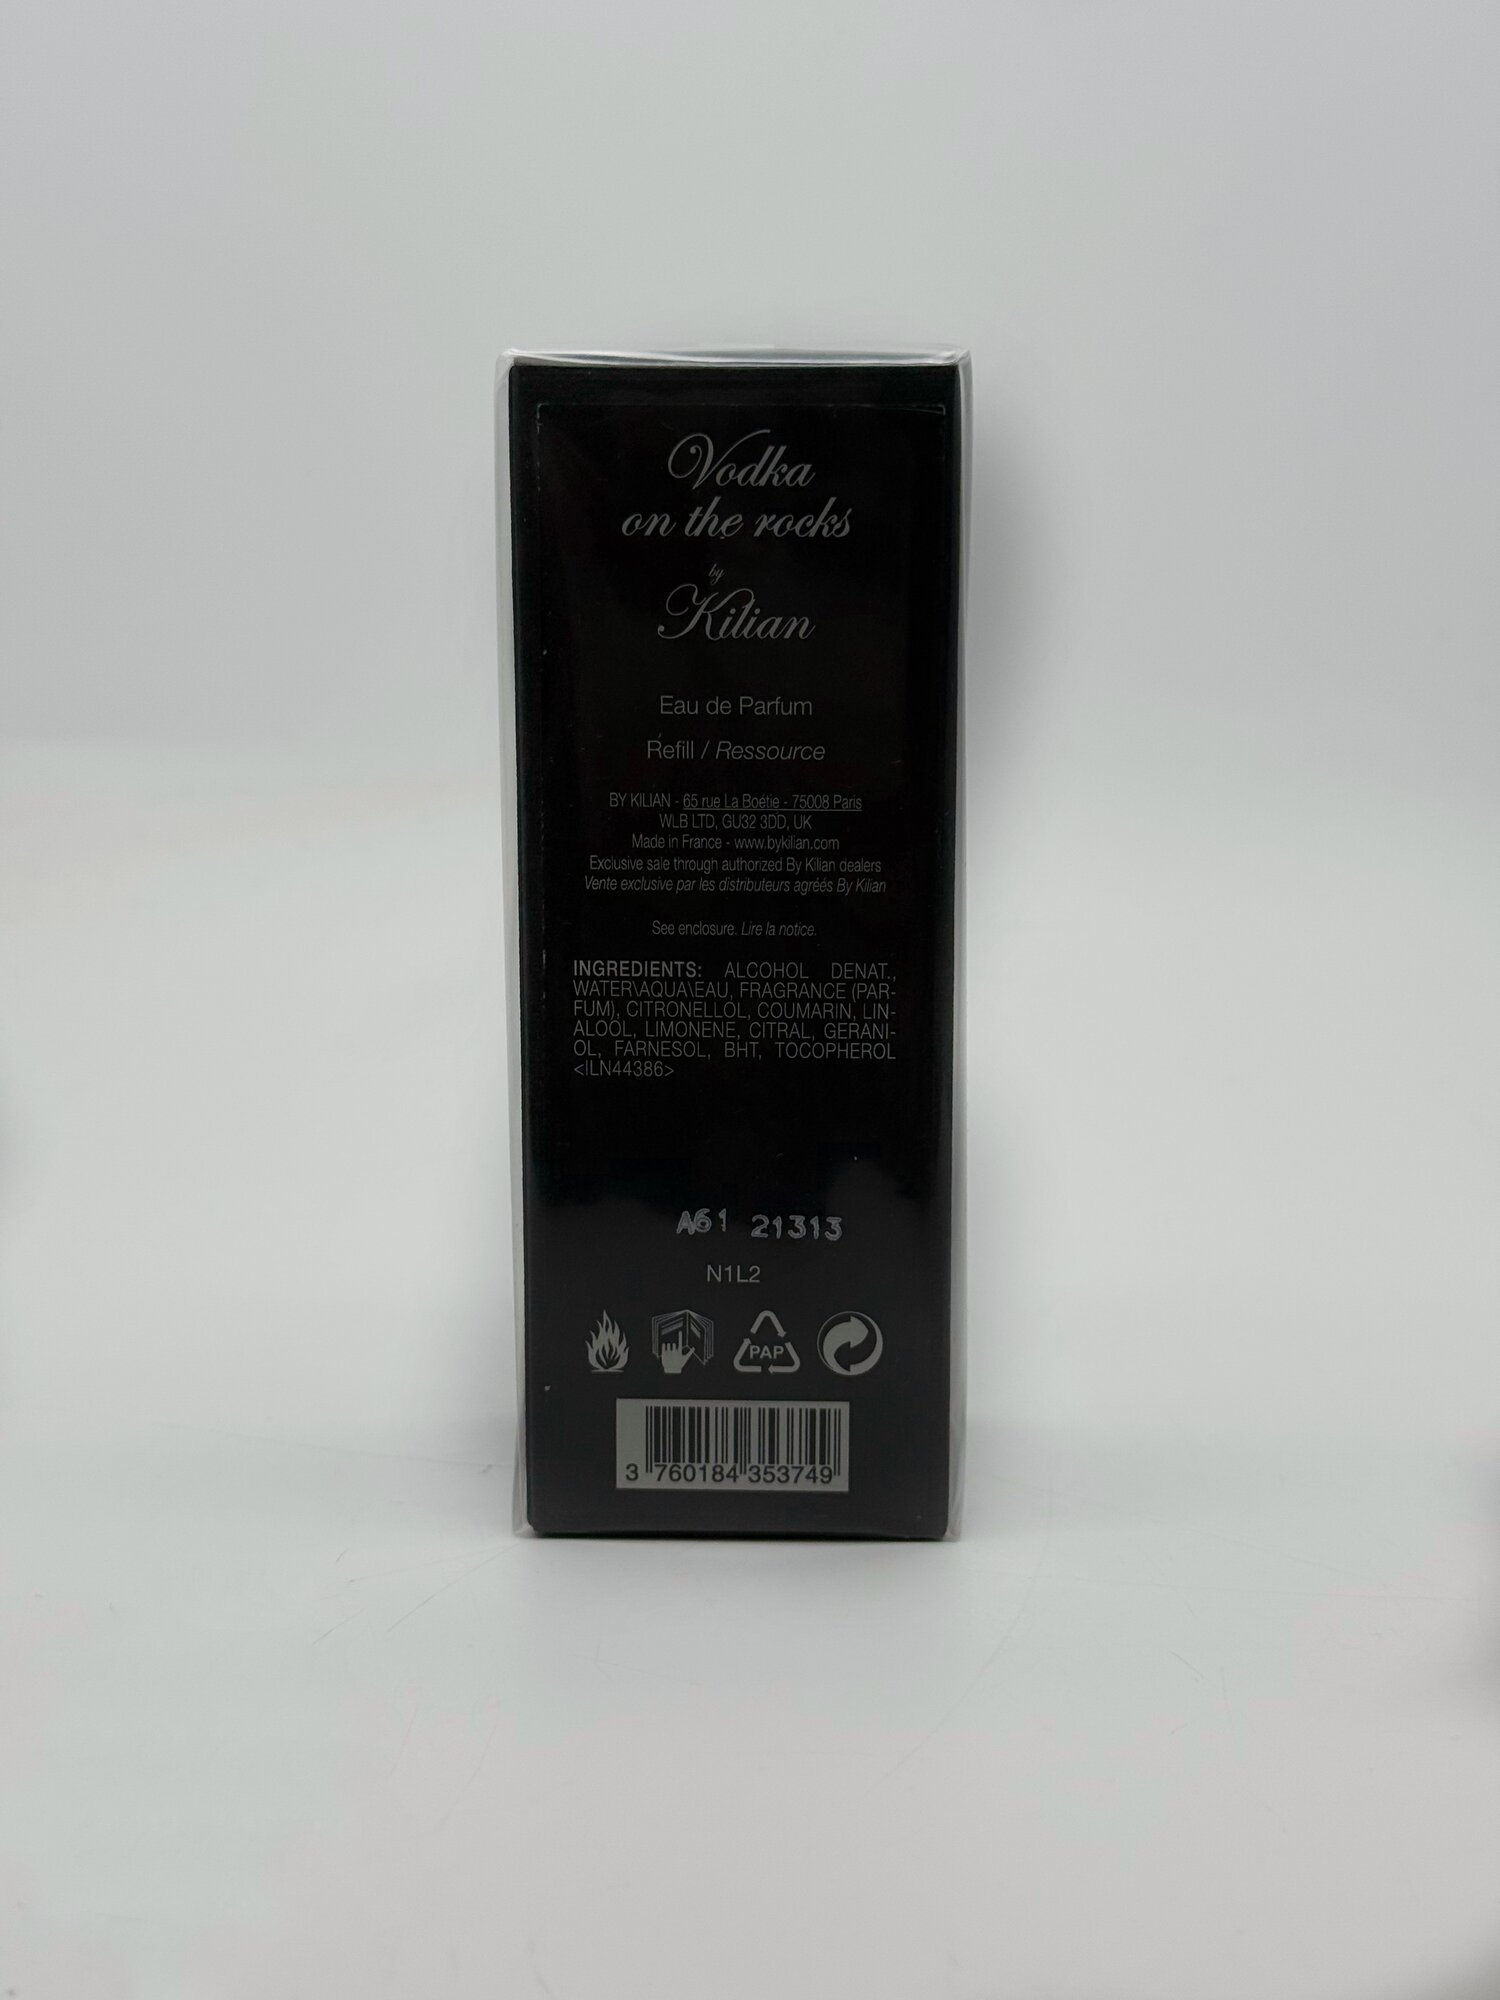 Vodka
on the rocks
by
Kilian
Eau de Parfum
Refill / Ressource
BY KILIAN - 65 rue La Boétie - 75008 Paris
WLB LTD, GU32 3DD, UK
Made in France - www.bykilian.com
Exclusive sale through authorized By Kilian dealers
Vente exclusive par les distributeurs agréés By Kilian
See enclosure. Lire la notice.
INGREDIENTS: ALCOHOL DENAT.,
WATER\AQUA\EAU, FRAGRANCE (PAR-
FUM), CITRONELLOL, COUMARIN, LIN-
ALOOL, LIMONENE, CITRAL, GERANI-
OL, FARNESOL, BHT, TOCOPHEROL
<ILN44386>
A61 21313
N1L2
PAP
3 760184 353749